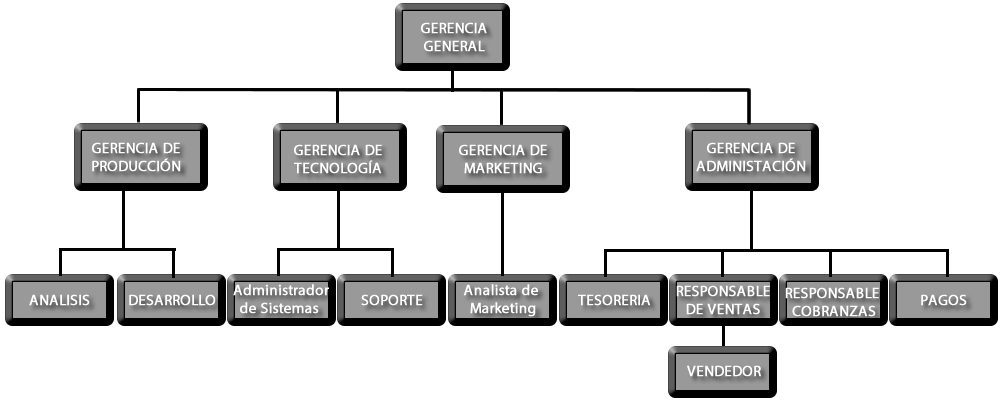 GERENCIA
GENERAL
GERENCIA DE
PRODUCCIÓN
GERENCIA DE
TECNOLOGÍA
GERENCIA DE
MARKETING
GERENCIA DE
ADMINISTACIÓN
ANALISIS
DESARROLLO
Administrador
de Sistemas
SOPORTE
Analista de
Marketing
TESORERIA
RESPONSABLE
DE VENTAS
RESPONSABLE
COBRANZAS
PAGOS
VENDEDOR